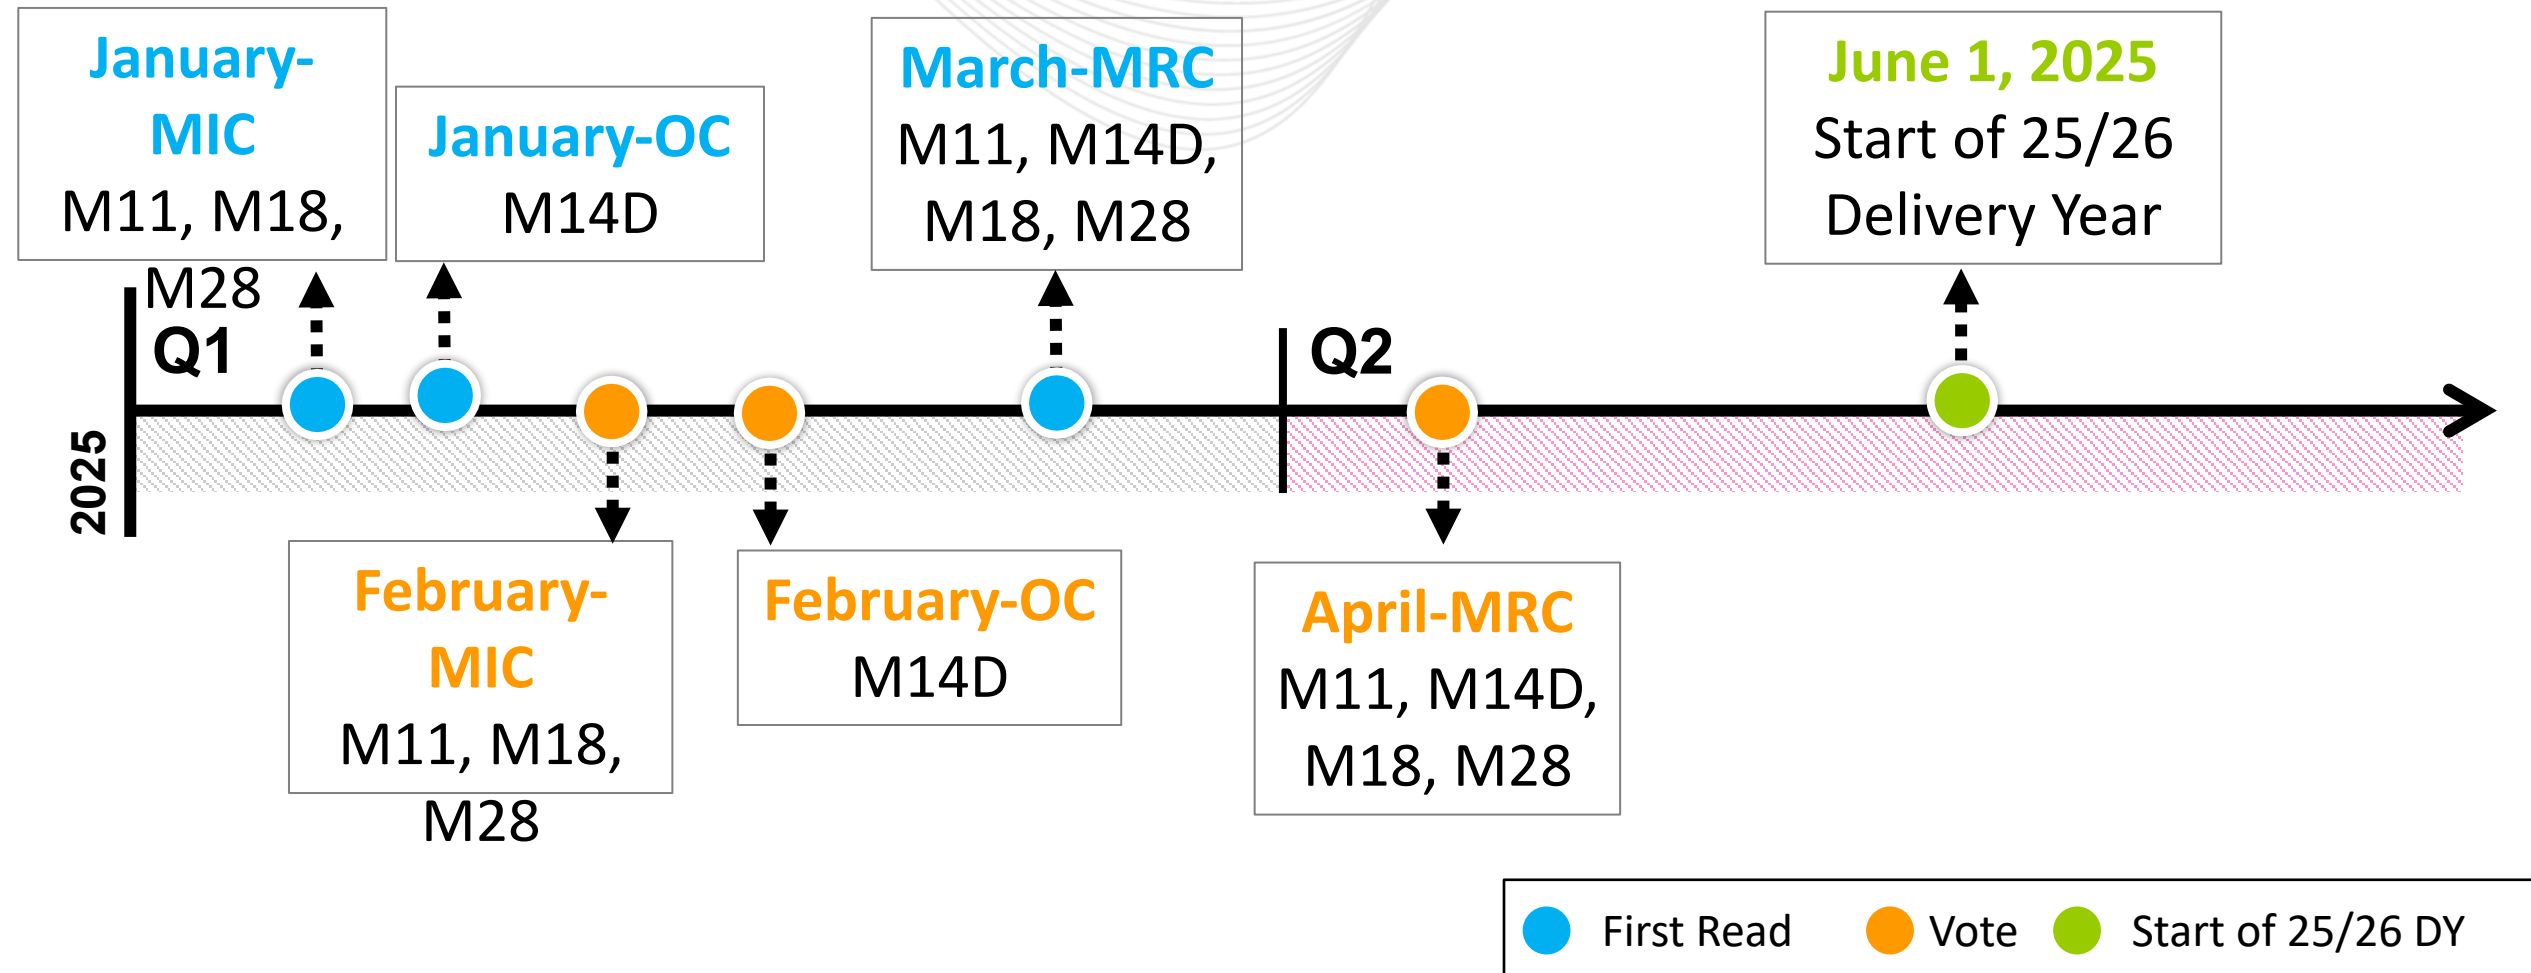 January-
MIC
M11, M18,
M28
January-OC
M14D
March-MRC
M11, M14D,
M18, M28
June 1, 2025
Start of 25/26
Delivery Year
Q1
Q2
2025
February-
MIC
M11, M18,
M28
February-OC
M14D
April-MRC
M11, M14D,
M18, M28
First Read
Vote
Start of 25/26 DY